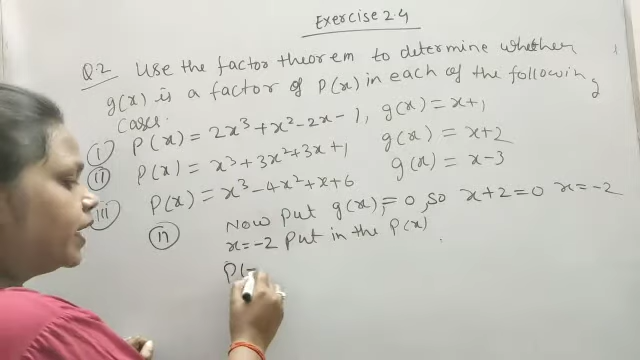 Exercise 2.4
Q.2 Use the factor theorem to determine whether
g(x) is a factor of P(x) in each of the following
cases.
(i) P(x) = 2x³+x²-2x-1, g(x) = x+1
(ii) P(x) = x³+3x²+3x+1 g(x) = x+2
(iii) P(x) = x³-4x²+x+6 g(x) = x-3
(ii) Now put g(x) = 0, so x+2=0 x=-2
x=-2 put in the P(x)
P(-